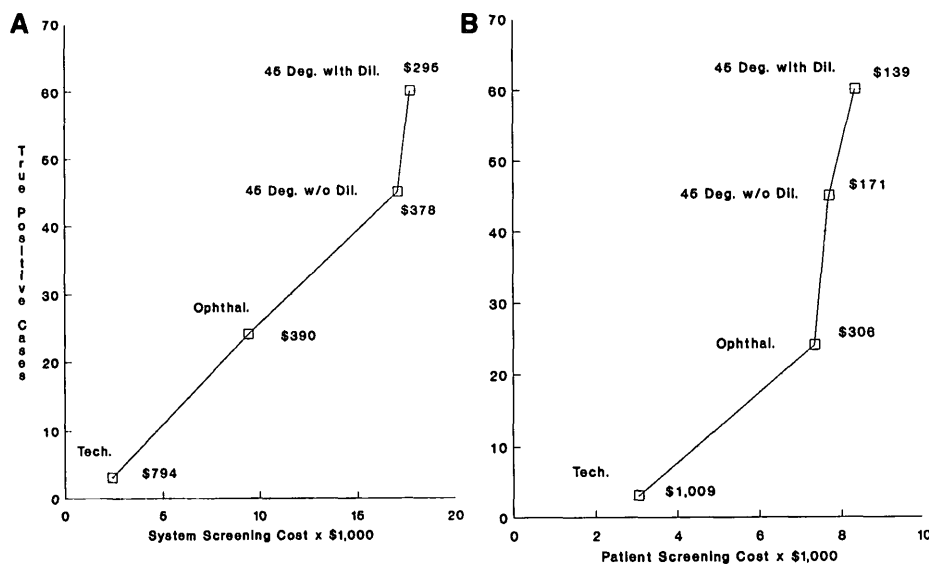 A
70
60
50
40
30
20
10
0
True Positive Cases
45 Deg. with Dil.
$295
45 Deg. w/o Dil.
$378
Ophthal.
$390
Tech.
$794
0 5 10 15 20
System Screening Cost x $1,000
B
70
60
50
40
30
20
10
0
45 Deg. with Dil.
$139
45 Deg. w/o Dil.
$171
Ophthal.
$306
Tech.
$1,009
0 2 4 6 8 10
Patient Screening Cost x $1,000